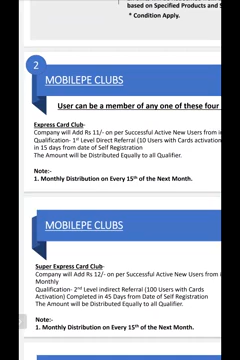 based on Specified Products and S
* Condition Apply.
2
MOBILEPE CLUBS
User can be a member of any one of these four
Express Card Club-
Company will Add Rs 11/- on per Successful Active New Users from i
Qualification- 1st Level Direct Referral (10 Users with Cards activation
in 15 days from date of Self Registration
The Amount will be Distributed Equally to all Qualifier.
Note:-
1. Monthly Distribution on Every 15th of the Next Month.
MOBILEPE CLUBS
Super Express Card Club-
Company will Add Rs 12/- on per Successful Active New Users from i
Monthly
Qualification- 2nd Level indirect Referral (100 Users with Cards
Activation) Completed in 45 Days from Date of Self Registration
The Amount will be Distributed Equally to all Qualifier.
Note:-
1. Monthly Distribution on Every 15th of the Next Month.